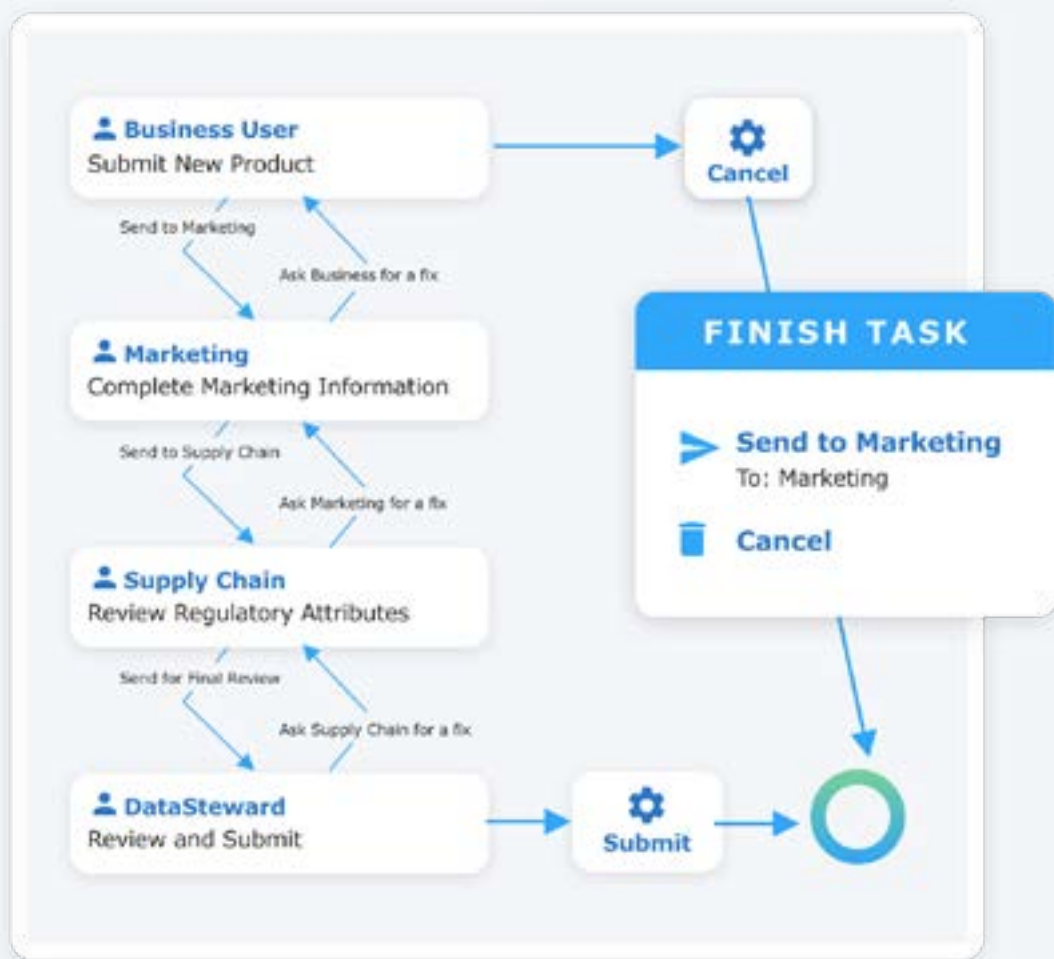 Business User
Submit New Product
Cancel
Send to Marketing
Ask Business for a fix
FINISH TASK
Marketing
Complete Marketing Information
Send to Marketing
To: Marketing
Send to Supply Chain
Ask Marketing for a fix
Cancel
Supply Chain
Review Regulatory Attributes
Send for Final Review
Ask Supply Chain for a fix
DataSteward
Review and Submit
Submit